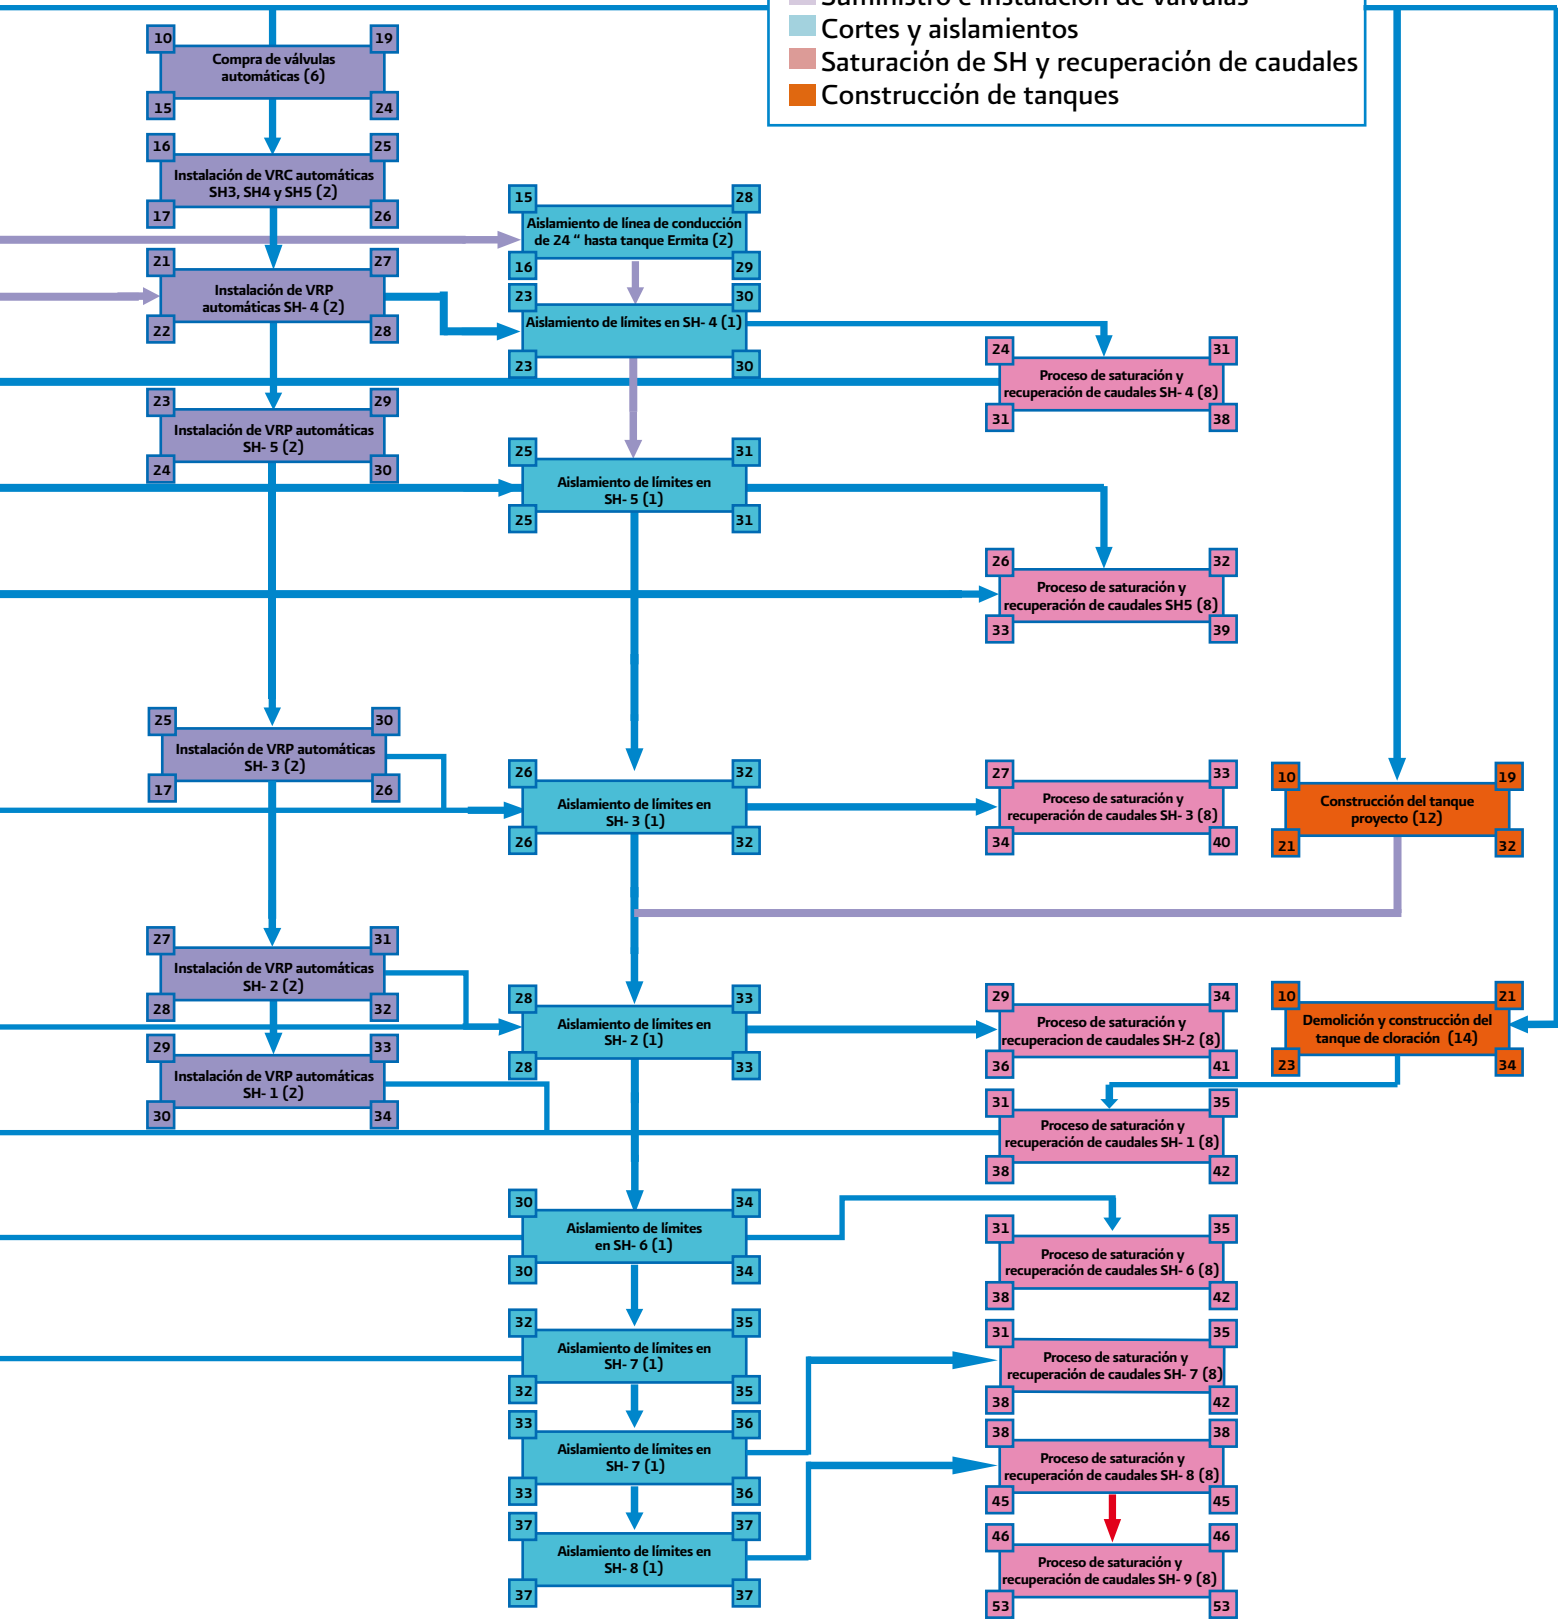 Suministro e instalación de válvulas
Cortes y aislamientos
Saturación de SH y recuperación de caudales
Construcción de tanques
10
19
Compra de válvulas
automáticas (6)
15
24
16
25
Instalación de VRC automáticas
SH3, SH4 y SH5 (2)
17
26
21
27
Instalación de VRP
automáticas SH- 4 (2)
22
28
23
29
Instalación de VRP automáticas
SH- 5 (2)
24
30
25
30
Instalación de VRP automáticas
SH- 3 (2)
17
26
27
31
Instalación de VRP automáticas
SH- 2 (2)
28
32
29
33
Instalación de VRP automáticas
SH- 1 (2)
30
34
15
28
Aislamiento de línea de conducción
de 24 “ hasta tanque Ermita (2)
16
29
23
30
Aislamiento de límites en SH- 4 (1)
23
30
25
31
Aislamiento de límites en
SH- 5 (1)
25
31
26
32
Aislamiento de límites en
SH- 3 (1)
26
32
28
33
Aislamiento de límites en
SH- 2 (1)
28
33
30
34
Aislamiento de límites
en SH- 6 (1)
30
34
32
35
Aislamiento de límites en
SH- 7 (1)
32
35
33
36
Aislamiento de límites en
SH- 7 (1)
33
36
37
37
Aislamiento de límites en
SH- 8 (1)
37
37
24
31
Proceso de saturación y
recuperación de caudales SH- 4 (8)
31
38
26
32
Proceso de saturación y
recuperación de caudales SH5 (8)
33
39
27
33
Proceso de saturación y
recuperación de caudales SH- 3 (8)
34
40
29
34
Proceso de saturación y
recuperacion de caudales SH-2 (8)
36
41
31
35
Proceso de saturación y
recuperación de caudales SH- 1 (8)
38
42
31
35
Proceso de saturación y
recuperación de caudales SH- 6 (8)
38
42
31
35
Proceso de saturación y
recuperación de caudales SH- 7 (8)
38
42
38
38
Proceso de saturación y
recuperación de caudales SH- 8 (8)
45
45
46
46
Proceso de saturación y
recuperación de caudales SH- 9 (8)
53
53
10
19
Construcción del tanque
proyecto (12)
21
32
10
21
Demolición y construcción del
tanque de cloración (14)
23
34